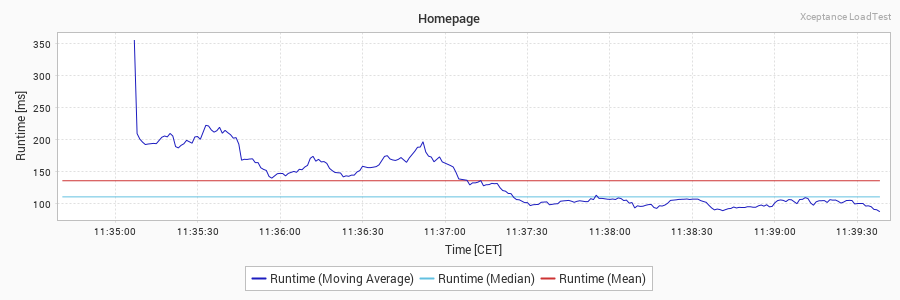 Homepage
Xceptance LoadTest
Runtime [ms]
350
300
250
200
150
100
11:35:00 11:35:30 11:36:00 11:36:30 11:37:00 11:37:30 11:38:00 11:38:30 11:39:00 11:39:30
Time [CET]
Runtime (Moving Average) Runtime (Median) Runtime (Mean)